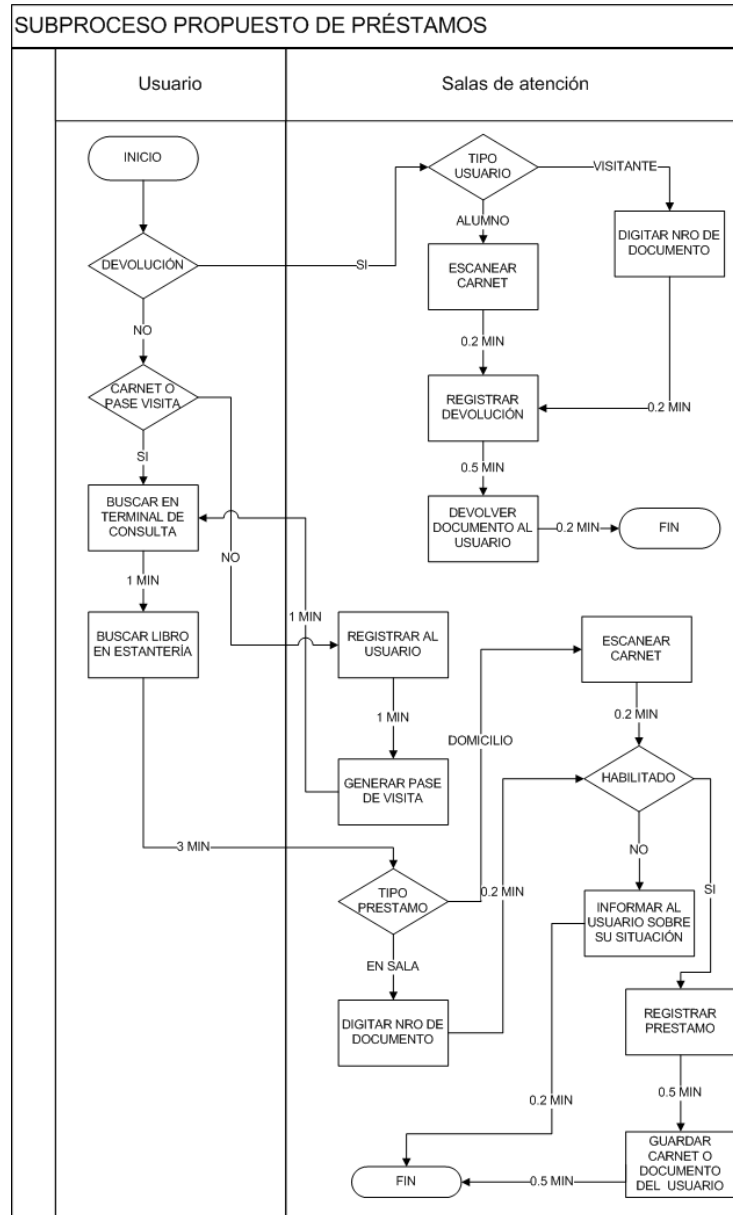 SUBPROCESO PROPUESTO DE PRÉSTAMOS
Usuario
Salas de atención
INICIO
DEVOLUCIÓN
SI
NO
CARNET O
PASE VISITA
SI
NO
BUSCAR EN
TERMINAL DE
CONSULTA
1 MIN
BUSCAR LIBRO
EN ESTANTERÍA
3 MIN
TIPO
USUARIO
VISITANTE
ALUMNO
DIGITAR NRO DE
DOCUMENTO
ESCANEAR
CARNET
0.2 MIN
0.2 MIN
REGISTRAR
DEVOLUCIÓN
0.5 MIN
DEVOLVER
DOCUMENTO AL
USUARIO
0.2 MIN
FIN
REGISTRAR AL
USUARIO
1 MIN
GENERAR PASE
DE VISITA
1 MIN
TIPO
PRESTAMO
DOMICILIO
EN SALA
DIGITAR NRO DE
DOCUMENTO
0.2 MIN
ESCANEAR
CARNET
0.2 MIN
HABILITADO
NO
SI
INFORMAR AL
USUARIO SOBRE
SU SITUACIÓN
0.2 MIN
REGISTRAR
PRESTAMO
0.5 MIN
GUARDAR
CARNET O
DOCUMENTO
DEL USUARIO
0.5 MIN
FIN